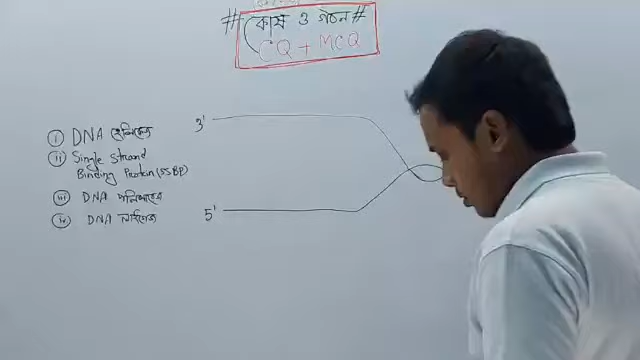 # কোষ ও গঠন #
CQ + MCQ
i DNA হেলিকেজ
ii Single strand
Binding Protein (SSBP)
iii DNA পলিমারেজ
iv DNA লাইগেজ
3'
5'